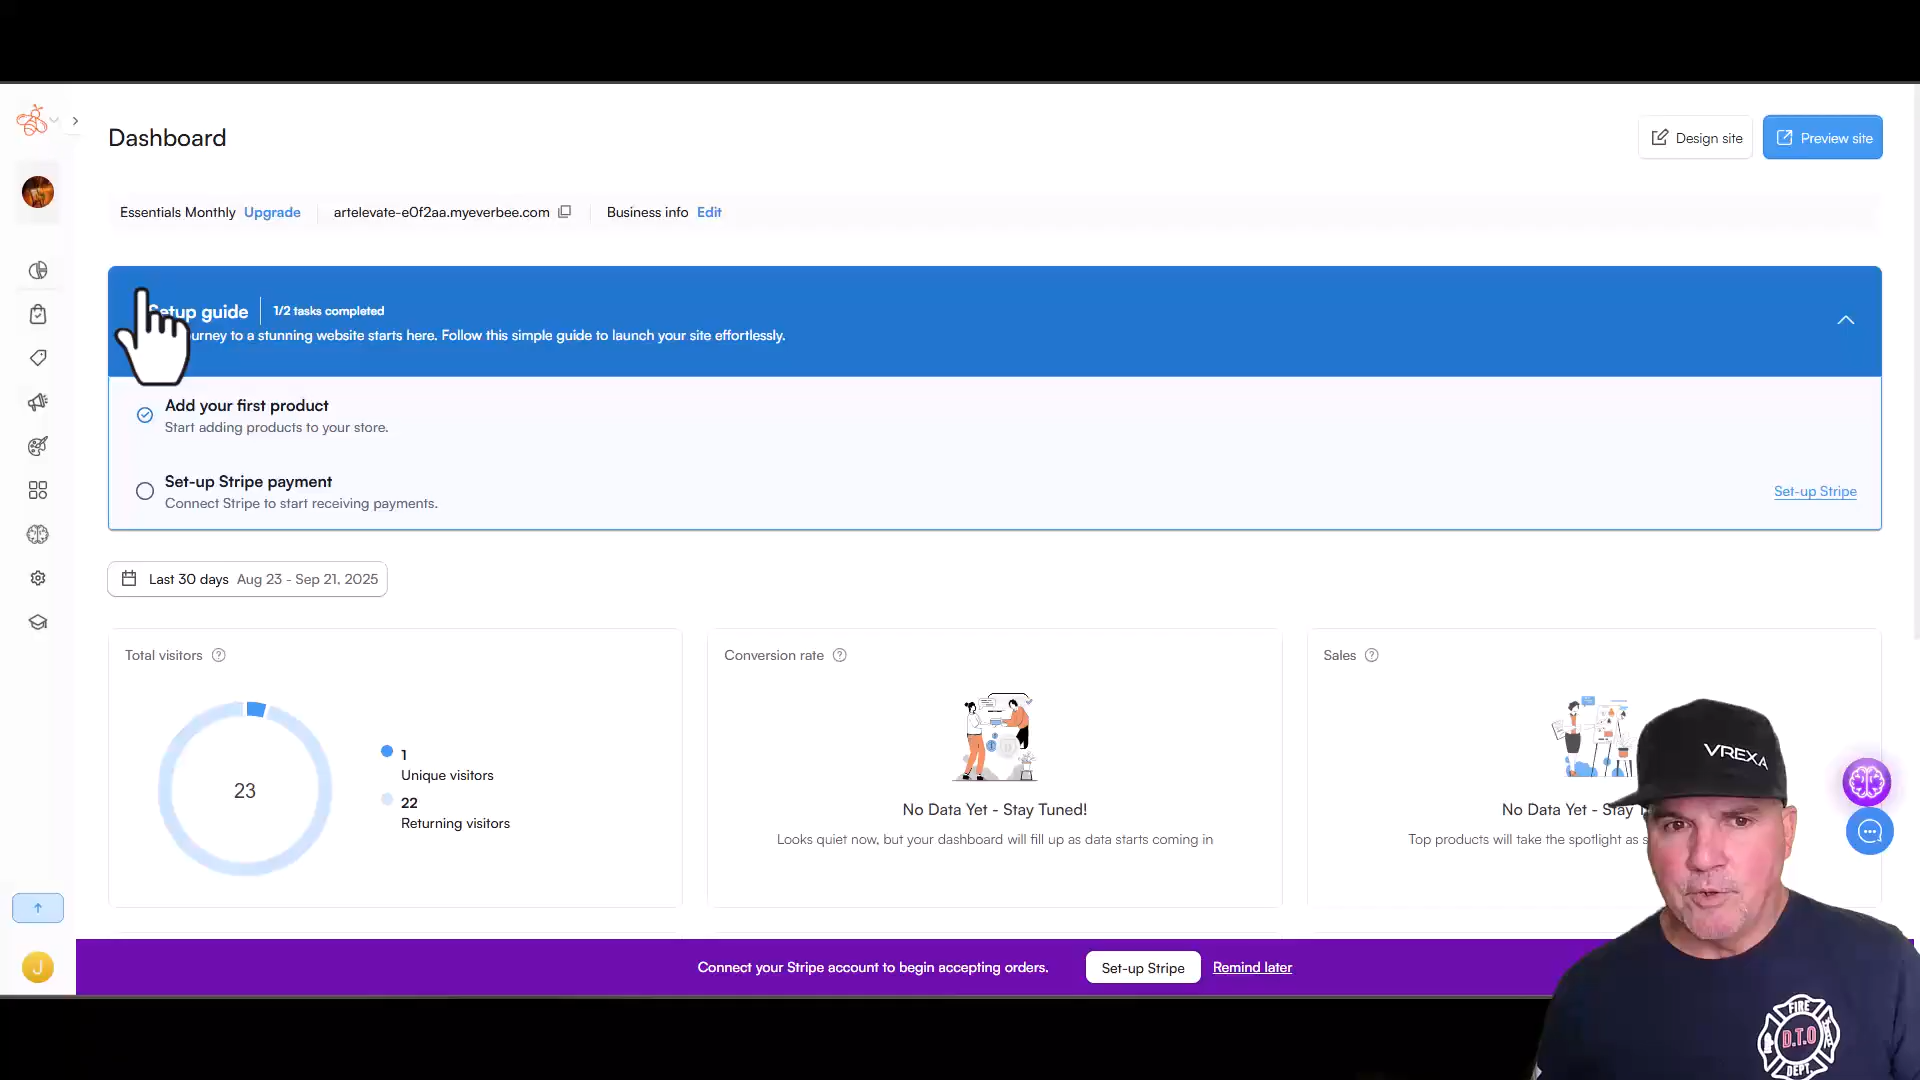 Dashboard
Design site
Preview site
Essentials Monthly Upgrade
artelevate-e0f2aa.myeverbee.com
Business info Edit
guide
1/2 tasks completed
to a stunning website starts here. Follow this simple guide to launch your site effortlessly.
Add your first product
Start adding products to your store.
Set-up Stripe payment
Connect Stripe to start receiving payments.
Set-up Stripe
Last 30 days Aug 23 - Sep 21, 2025
Total visitors
23
1
Unique visitors
22
Returning visitors
Conversion rate
No Data Yet - Stay Tuned!
Looks quiet now, but your dashboard will fill up as data starts coming in
Sales
No Data Yet - Stay
Top products will take the spotlight as
VREXA
J
Connect your Stripe account to begin accepting orders.
Set-up Stripe
Remind later
FIRE
D.T.O
DEPT.